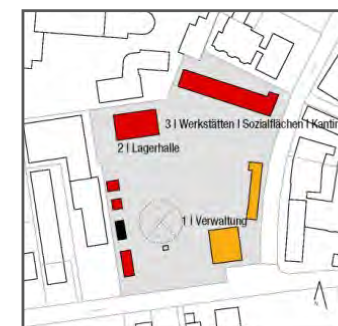 3 I Werkstätten I Sozialflächen I Kantin
2 I Lagerhalle
1 I Verwaltung